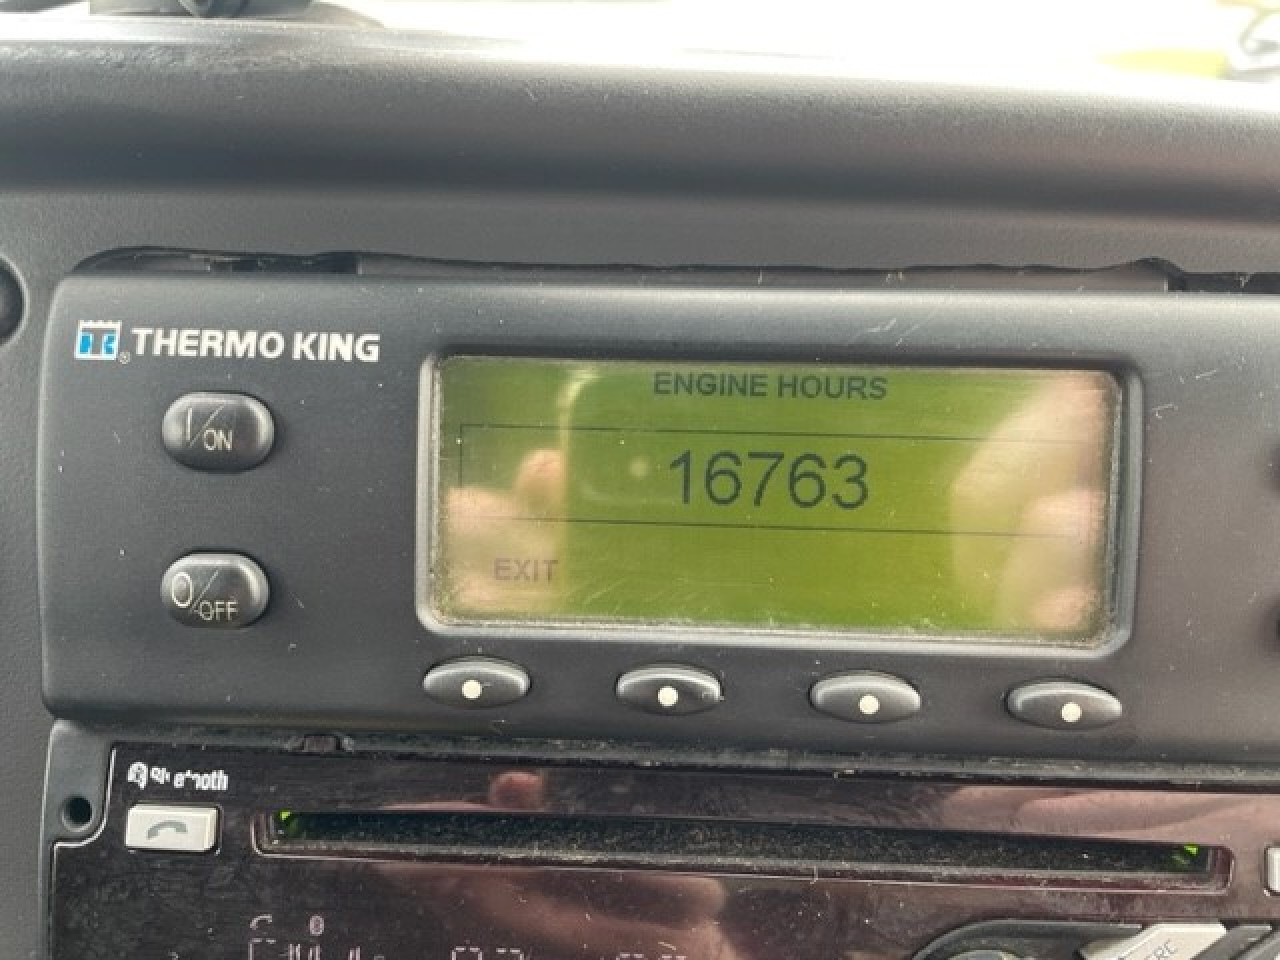 THERMO KING
ENGINE HOURS
I/ON
16763
EXIT
O/OFF